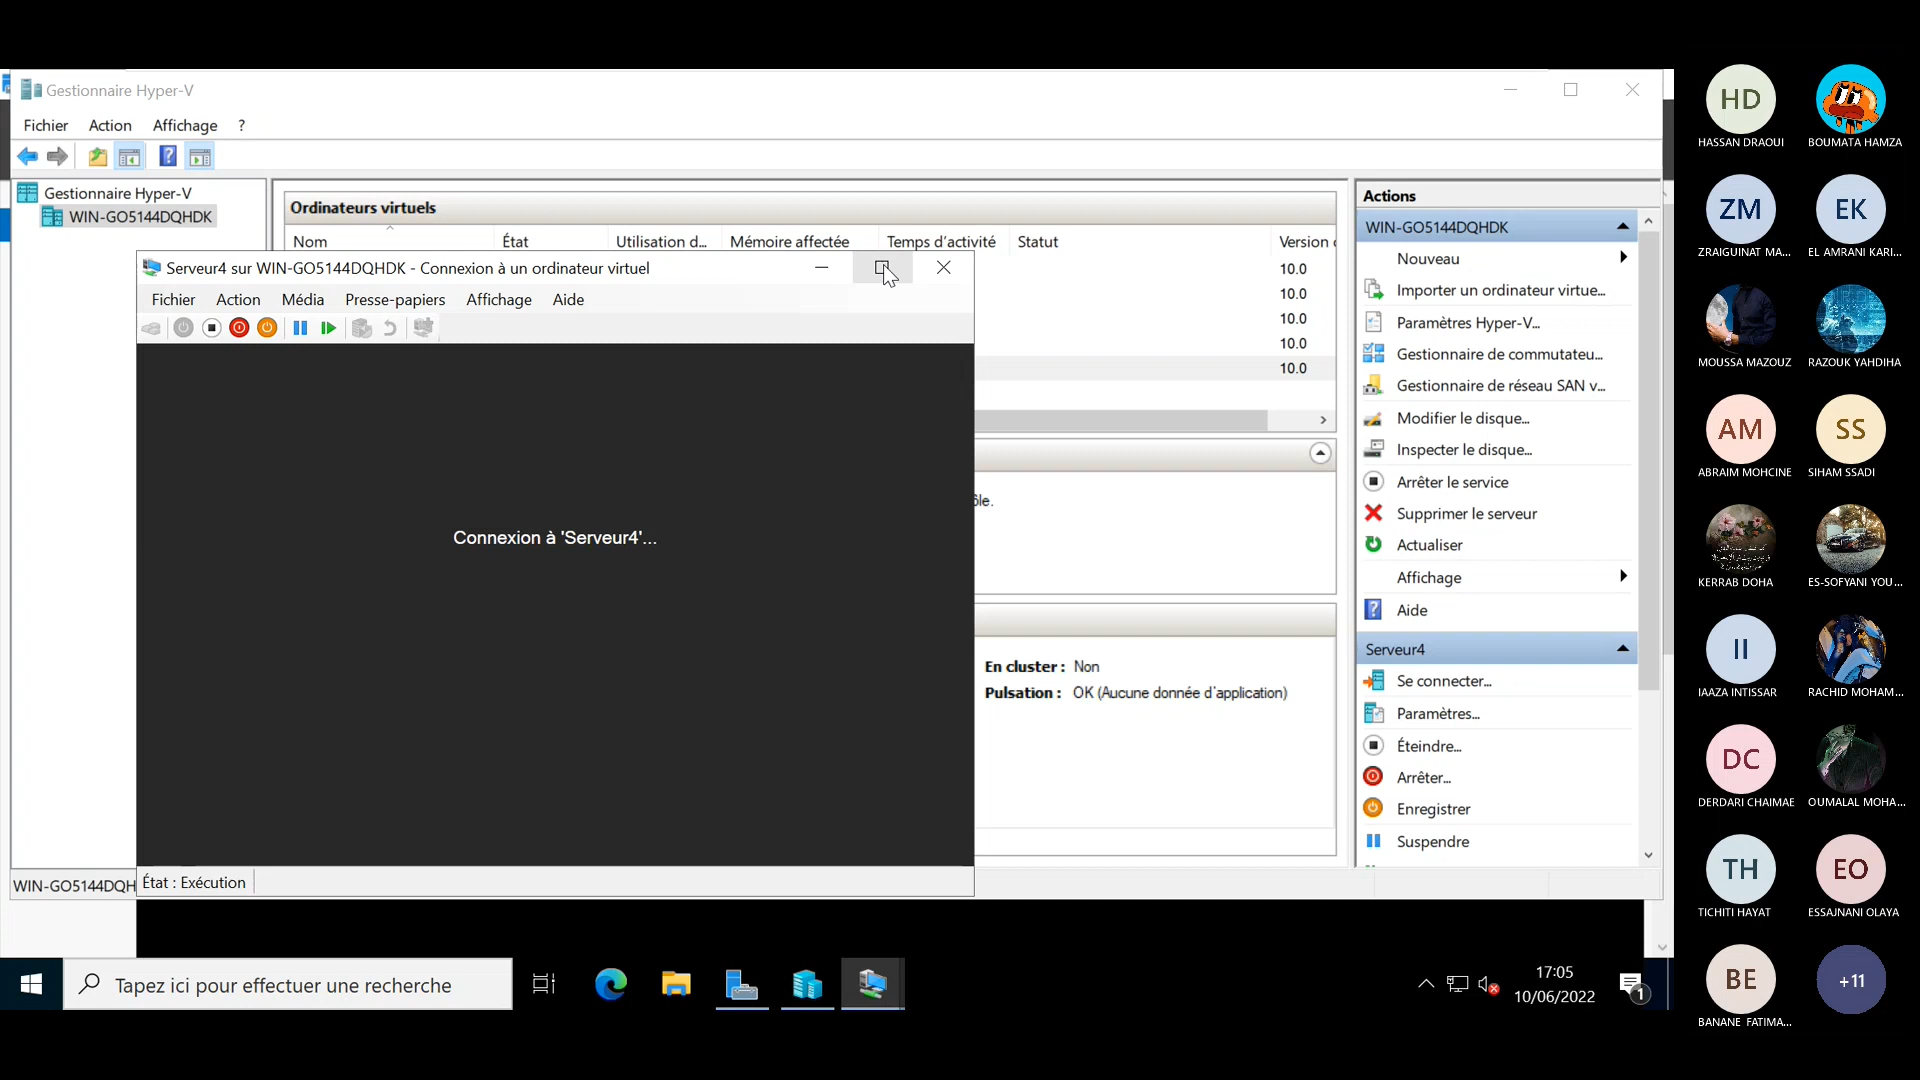 Gestionnaire Hyper-V
Fichier Action Affichage ?
Gestionnaire Hyper-V
WIN-GO5144DQHDK
Ordinateurs virtuels
Nom État Utilisation d... Mémoire affectée Temps d'activité Statut Version
10.0
10.0
10.0
10.0
10.0
Serveur4 sur WIN-GO5144DQHDK - Connexion à un ordinateur virtuel
Fichier Action Média Presse-papiers Affichage Aide
Connexion à 'Serveur4'...
État : Exécution
En cluster : Non
Pulsation : OK (Aucune donnée d'application)
WIN-GO5144DQH
Actions
WIN-GO5144DQHDK
Nouveau
Importer un ordinateur virtue...
Paramètres Hyper-V...
Gestionnaire de commutateu...
Gestionnaire de réseau SAN v...
Modifier le disque...
Inspecter le disque...
Arrêter le service
Supprimer le serveur
Actualiser
Affichage
Aide
Serveur4
Se connecter...
Paramètres...
Éteindre...
Arrêter...
Enregistrer
Suspendre
Tapez ici pour effectuer une recherche
17:05
10/06/2022
1
HD
HASSAN DRAOUI
BOUMATA HAMZA
ZM
ZRAIGUINAT MA...
EK
EL AMRANI KARI...
MOUSSA MAZOUZ
RAZOUK YAHDIHA
AM
ABRAIM MOHCINE
SS
SIHAM SSADI
KERRAB DOHA
ES-SOFYANI YOU...
II
IAAZA INTISSAR
RACHID MOHAM...
DC
DERDARI CHAIMAE
OUMALAL MOHA...
TH
TICHITI HAYAT
EO
ESSAJNANI OLAYA
BE
BANANE FATIMA...
+11